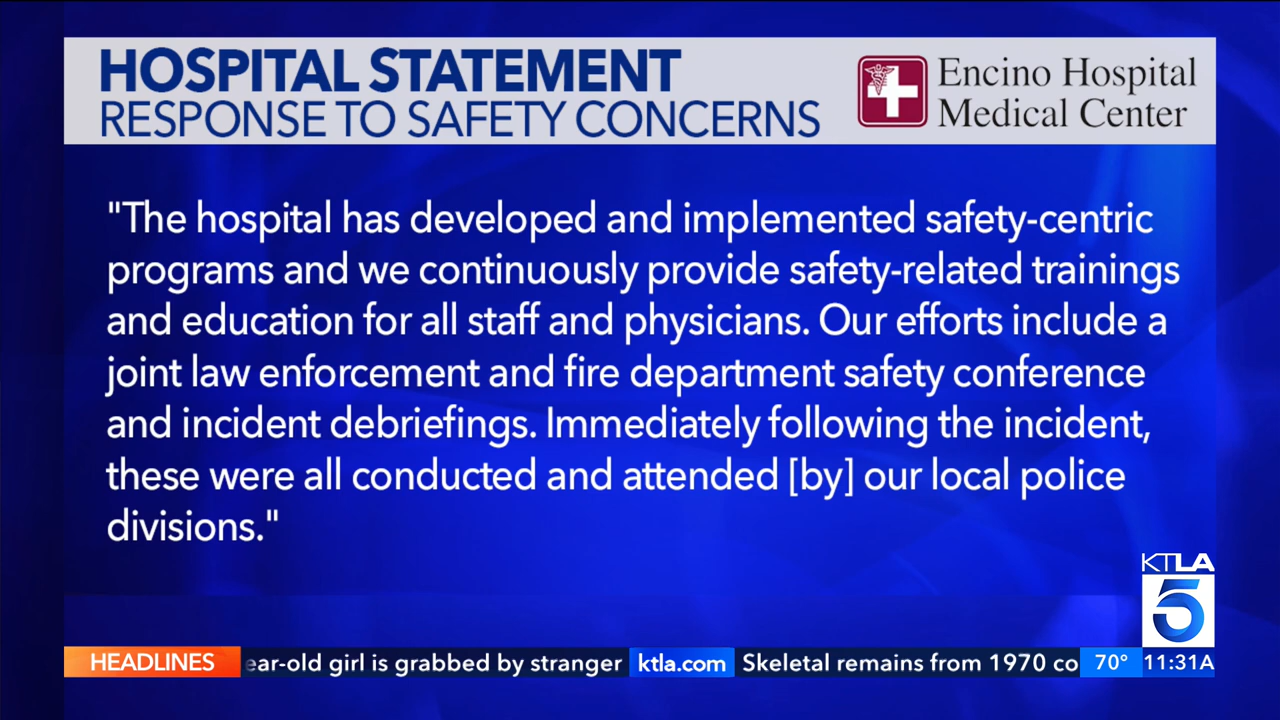 HOSPITAL STATEMENT
RESPONSE TO SAFETY CONCERNS
Encino Hospital
Medical Center
"The hospital has developed and implemented safety-centric
programs and we continuously provide safety-related trainings
and education for all staff and physicians. Our efforts include a
joint law enforcement and fire department safety conference
and incident debriefings. Immediately following the incident,
these were all conducted and attended [by] our local police
divisions."
KTLA
5
HEADLINES ear-old girl is grabbed by stranger ktla.com Skeletal remains from 1970 co 70° 11:31A